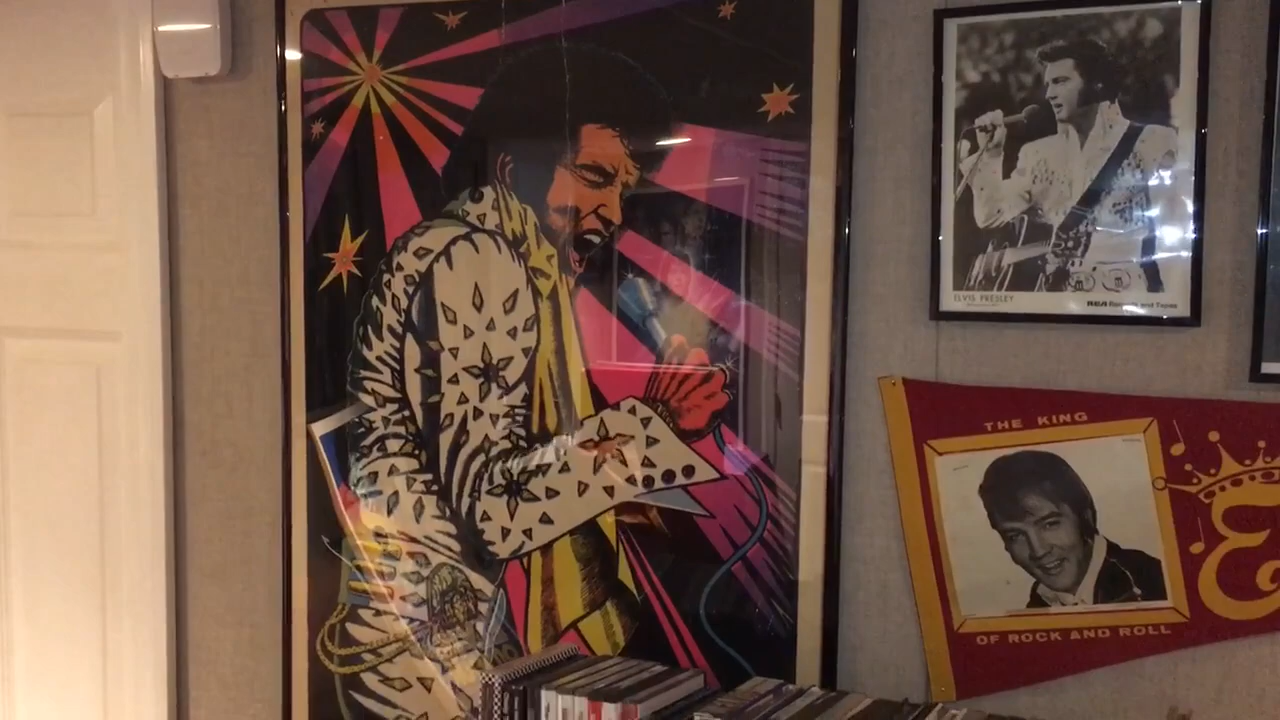 ELVIS PRESLEY
RCA Records and Tapes
THE KING
E
OF ROCK AND ROLL